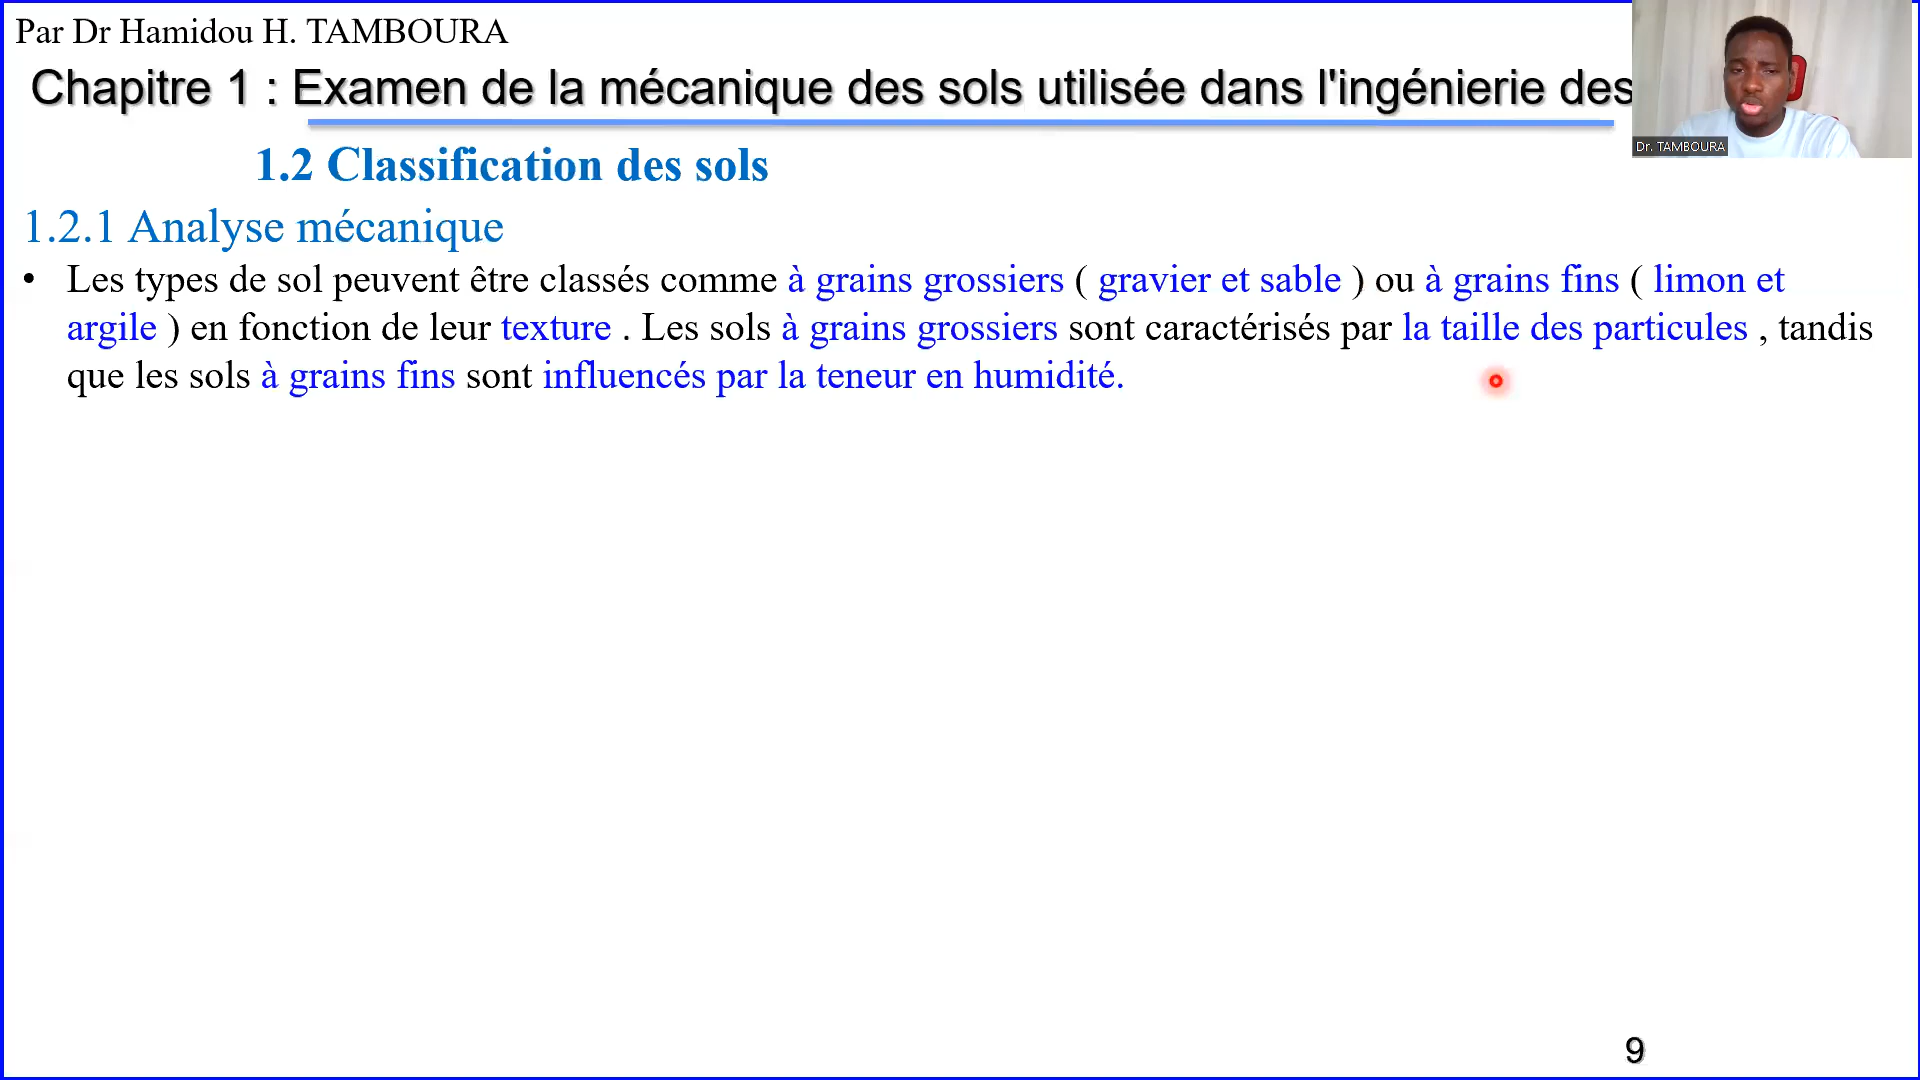 Par Dr Hamidou H. TAMBOURA
Chapitre 1 : Examen de la mécanique des sols utilisée dans l'ingénierie des
Dr. TAMBOURA
1.2 Classification des sols
1.2.1 Analyse mécanique
• Les types de sol peuvent être classés comme à grains grossiers ( gravier et sable ) ou à grains fins ( limon et
argile ) en fonction de leur texture . Les sols à grains grossiers sont caractérisés par la taille des particules , tandis
que les sols à grains fins sont influencés par la teneur en humidité.
9